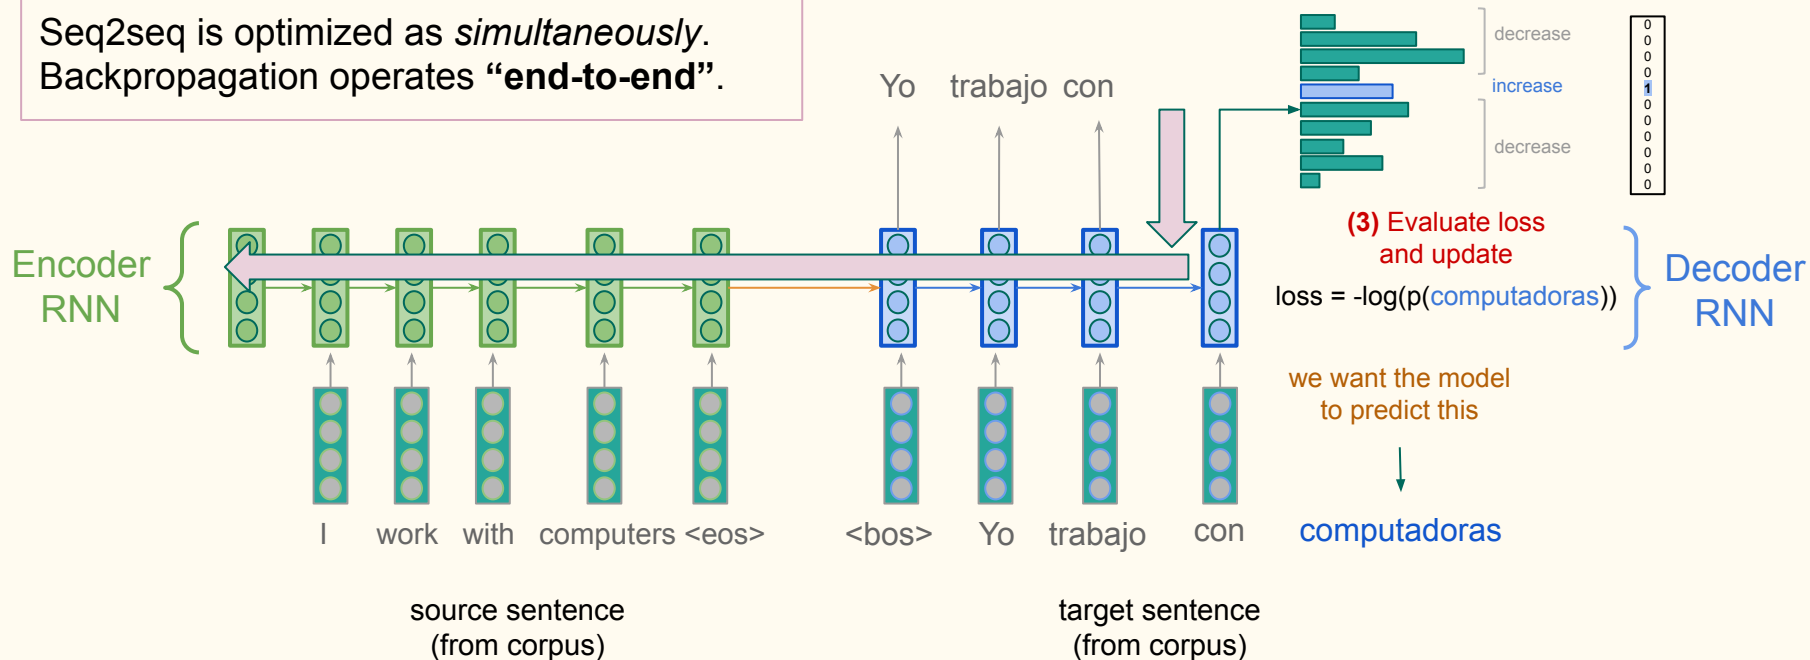 Seq2seq is optimized as simultaneously.
Backpropagation operates “end-to-end”.
Yo trabajo con
decrease
increase
decrease
0
0
0
0
1
0
0
0
0
0
0
Encoder
RNN
(3) Evaluate loss
and update
loss = -log(p(computadoras))
Decoder
RNN
we want the model
to predict this
I work with computers <eos> <bos> Yo trabajo con computadoras
source sentence
(from corpus)
target sentence
(from corpus)